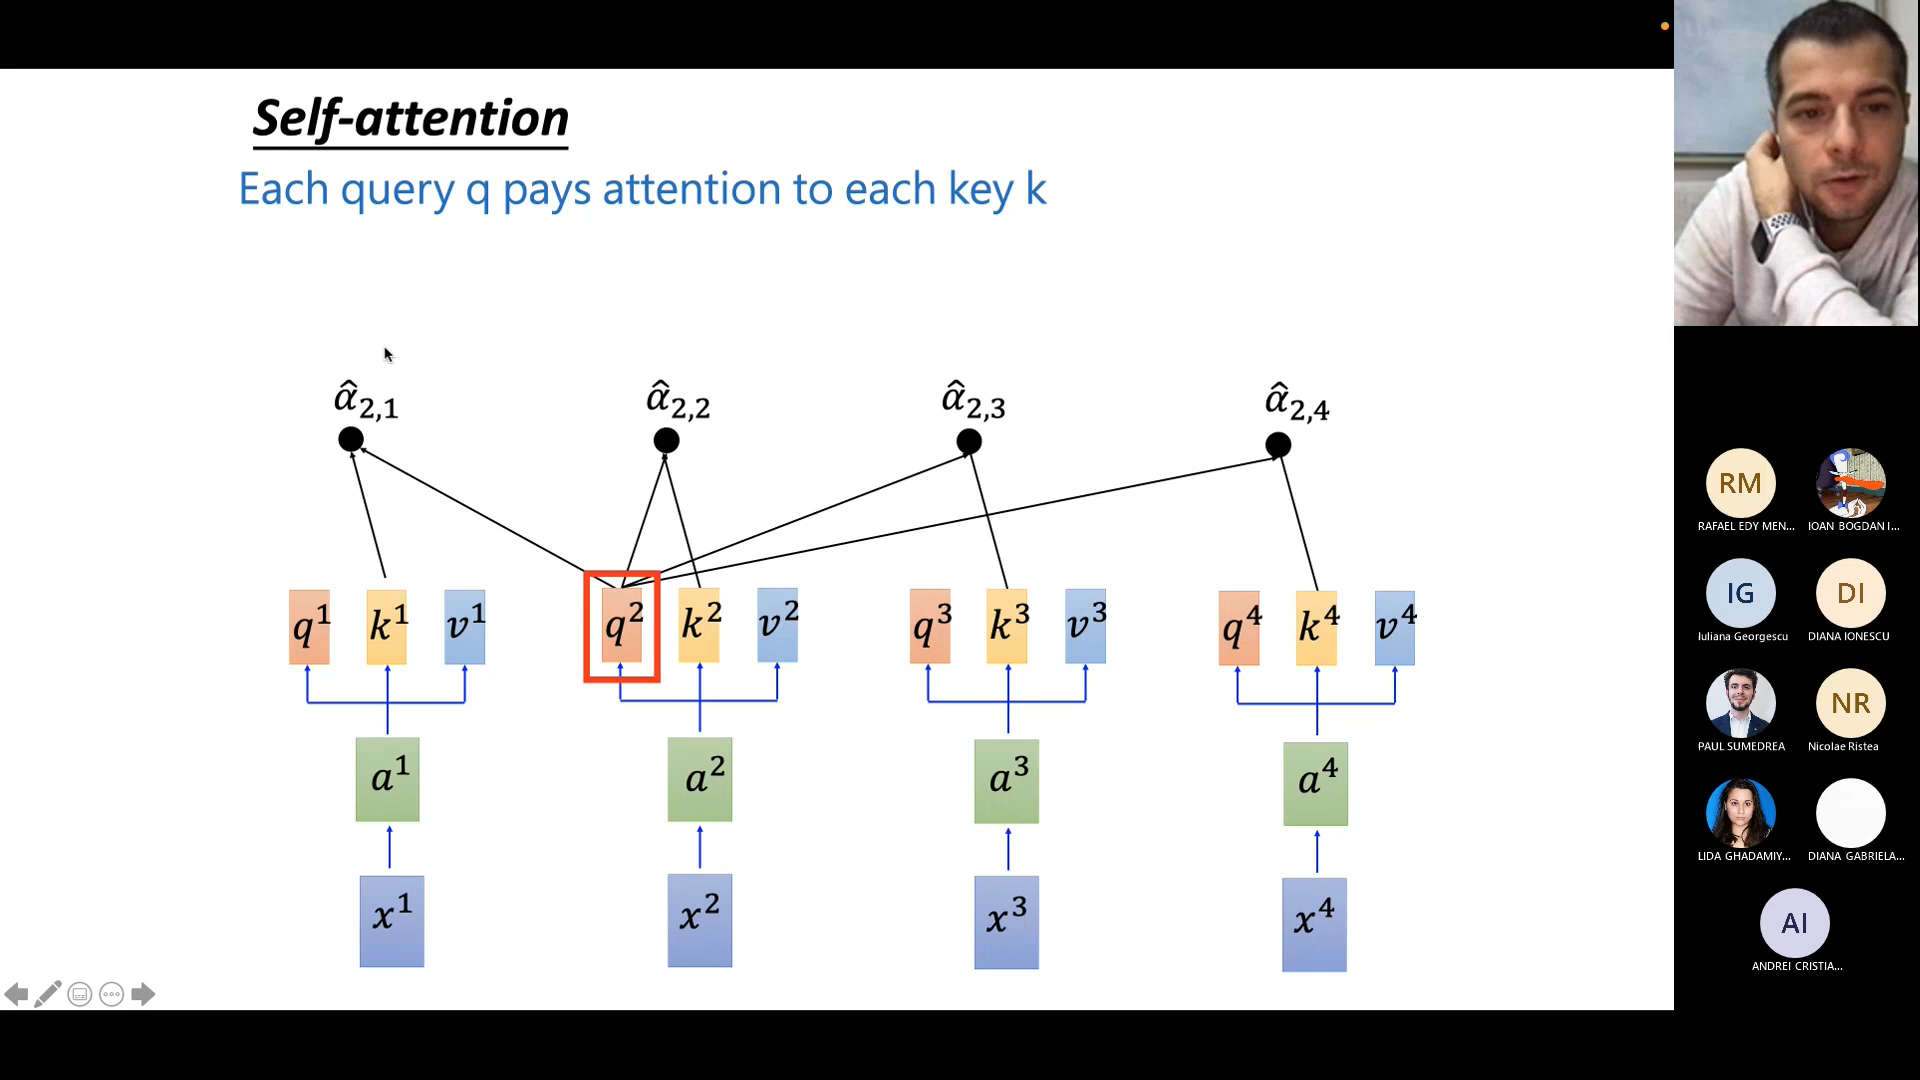 Self-attention
Each query q pays attention to each key k
α̂₂,₁ α̂₂,₂ α̂₂,₃ α̂₂,₄
q¹ k¹ v¹ q² k² v² q³ k³ v³ q⁴ k⁴ v⁴
a¹ a² a³ a⁴
x¹ x² x³ x⁴
RM
RAFAEL EDY MEN...
IOAN BOGDAN I...
IG
Iuliana Georgescu
DI
DIANA IONESCU
PAUL SUMEDREA
NR
Nicolae Ristea
LIDA GHADAMIY...
DIANA GABRIELA...
AI
ANDREI CRISTIA...